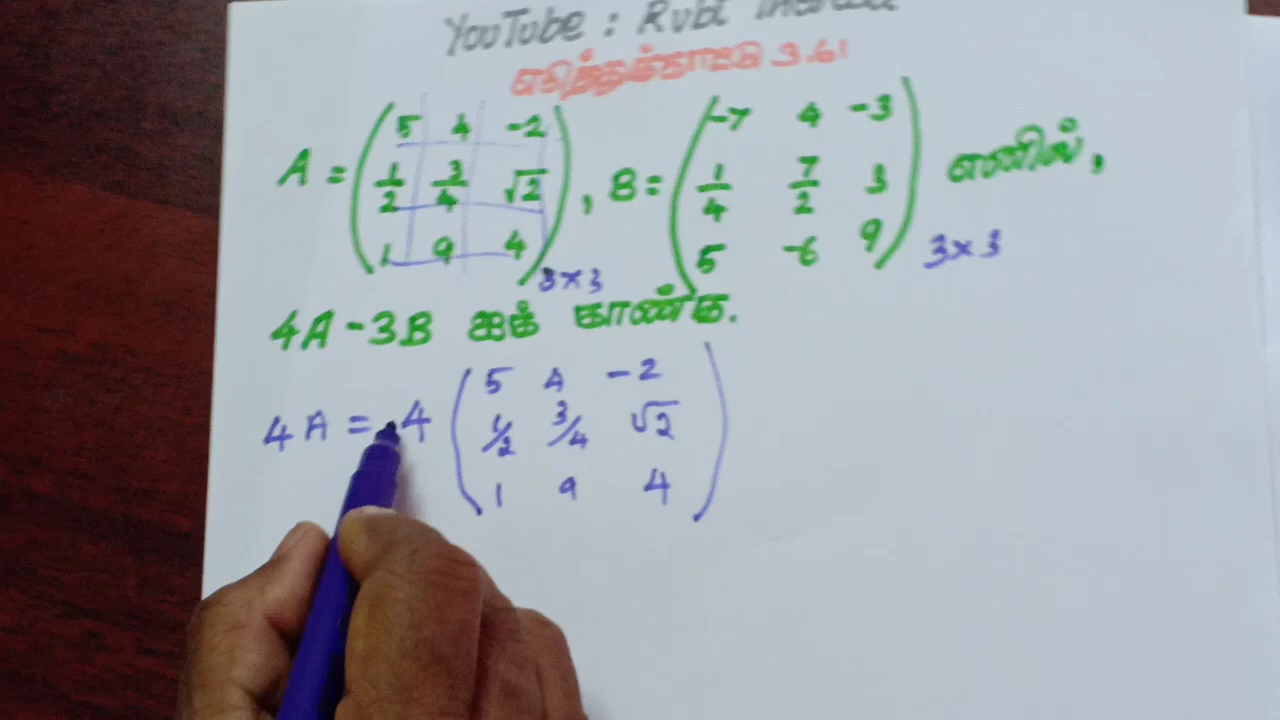 YouTube : Rubi
எடுத்துக்காட்டு 3.61
A = ( 5 4 -2 ) , B = ( -7 4 -3 ) எனில்,
( 1/2 3/4 √2 ) ( 1/4 7/2 3 )
( 1 9 4 ) 3×3 ( 5 -6 9 ) 3×3
4A - 3B ஐக் காண்க.
4A = 4 ( 5 4 -2 )
( 1/2 3/4 √2 )
( 1 9 4 )